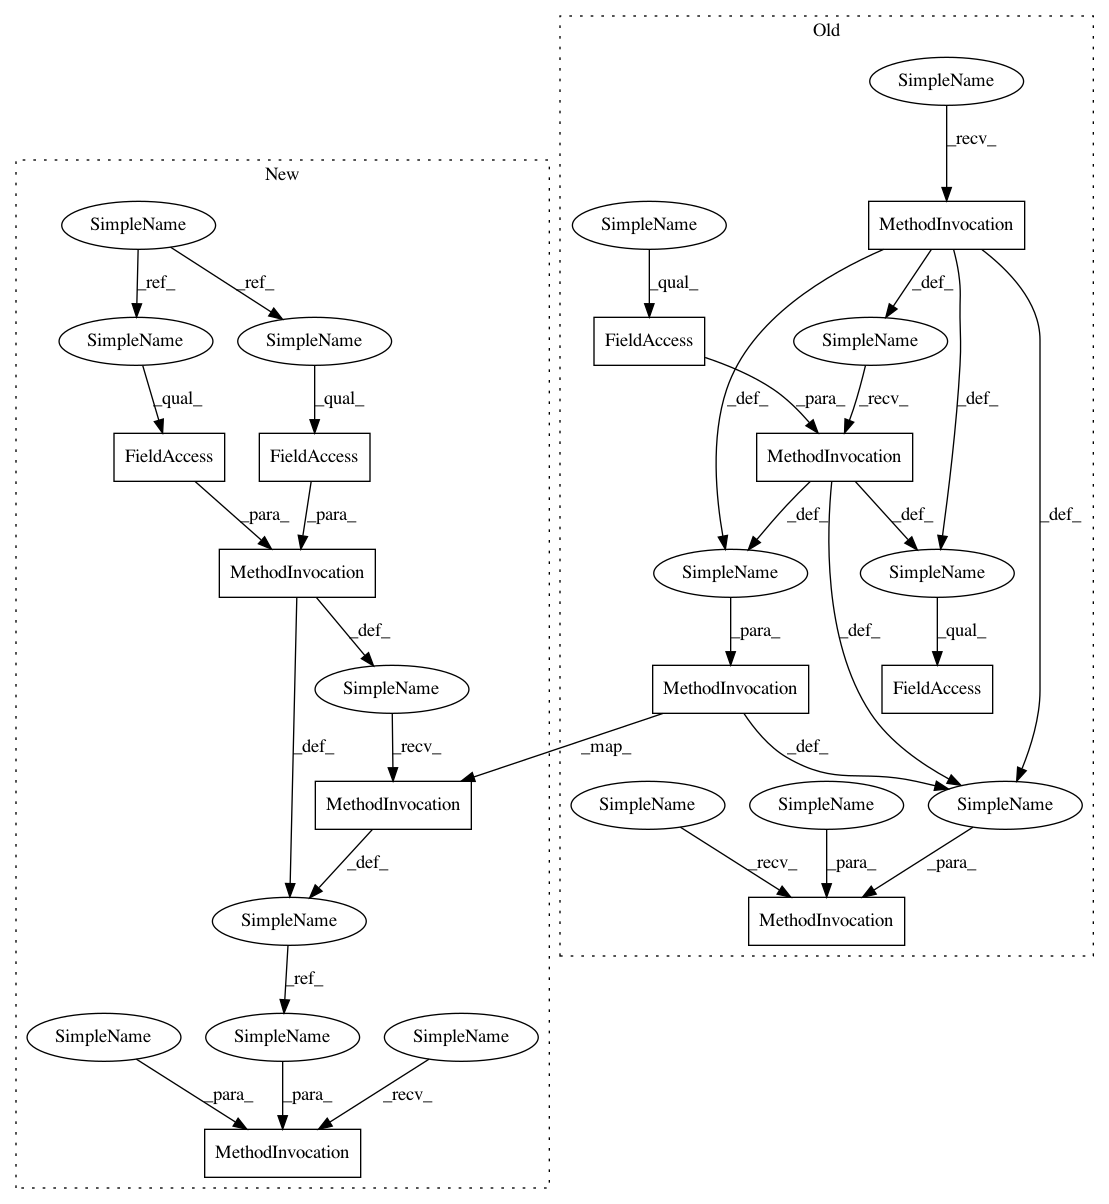 Old
SimpleName
_recv_
New
SimpleName
SimpleName
MethodInvocation
_ref_
_ref_
_qual_
_def_
SimpleName
SimpleName
FieldAccess
SimpleName
_qual_
_qual_
_def_
_para_
_recv_
_def_
FieldAccess
FieldAccess
MethodInvocation
_para_
_para_
_def_
_def_
_def_
MethodInvocation
SimpleName
SimpleName
_def_
_para_
_def_
_qual_
SimpleName
MethodInvocation
FieldAccess
_def_
_recv_
_map_
_def_
MethodInvocation
SimpleName
SimpleName
SimpleName
_def_
_recv_
_para_
_para_
SimpleName
MethodInvocation
_ref_
SimpleName
SimpleName
SimpleName
_para_
_para_
_recv_
MethodInvocation